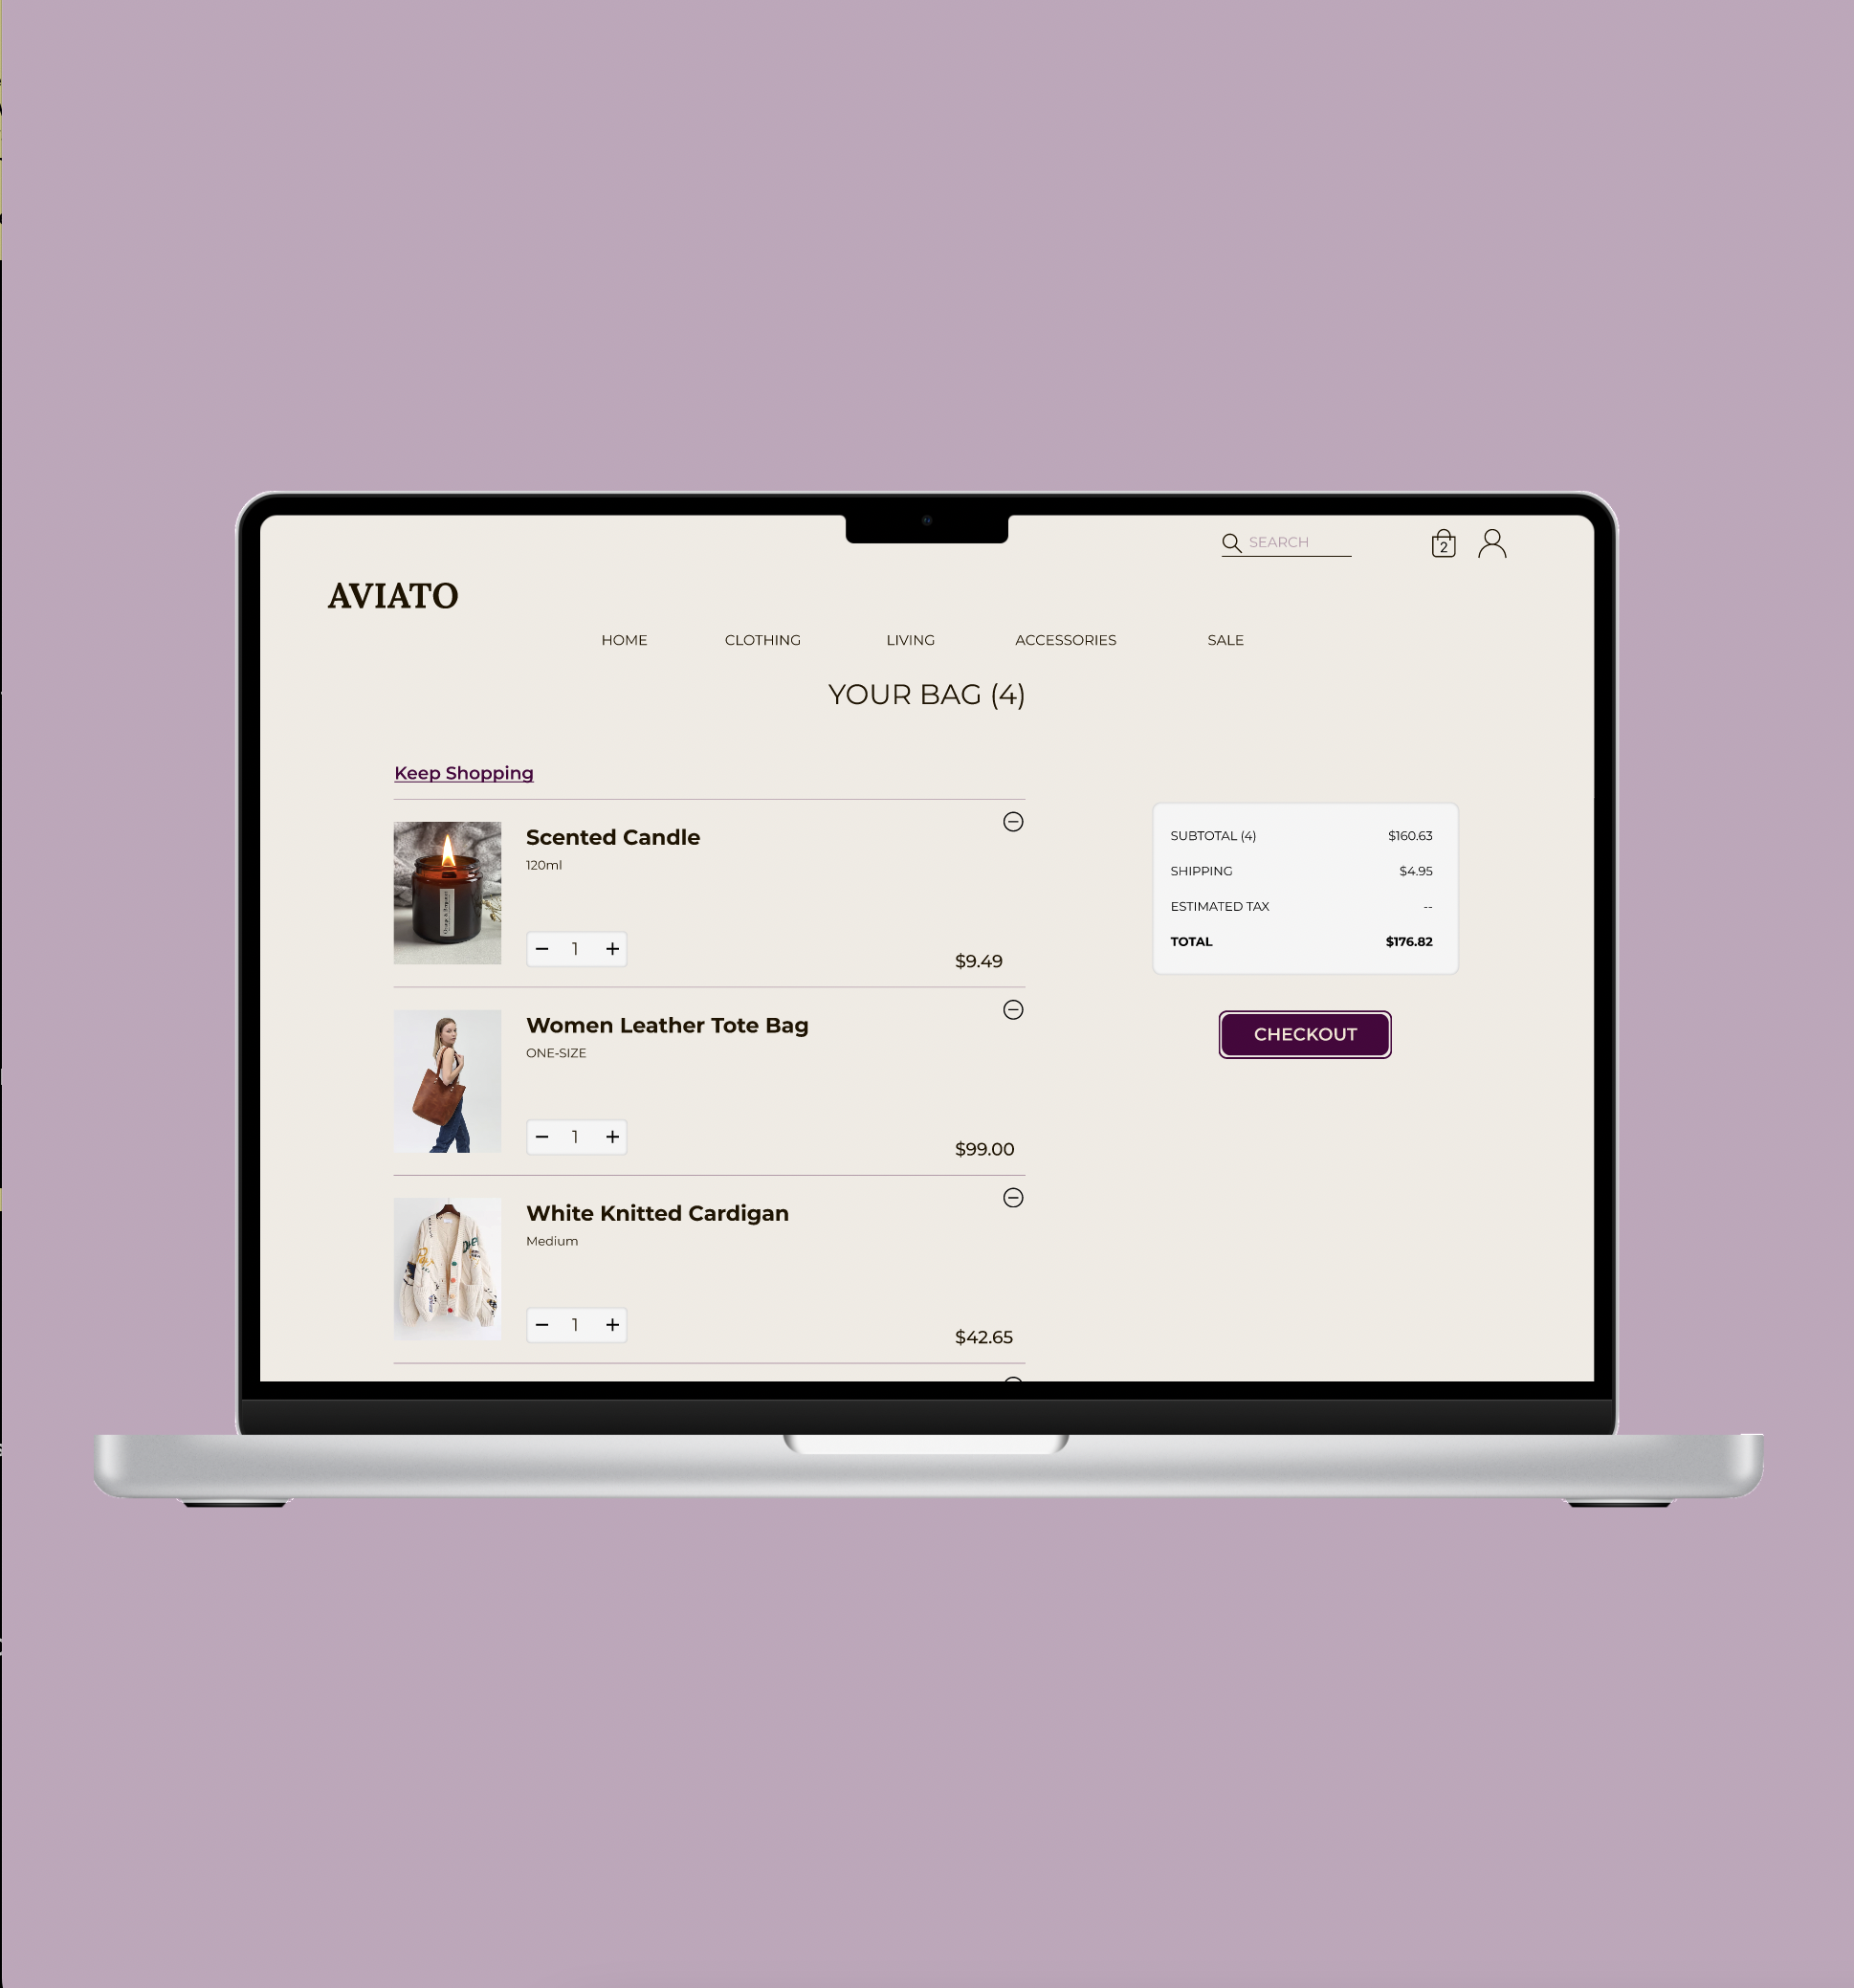 SEARCH
2
AVIATO
HOME CLOTHING LIVING ACCESSORIES SALE
YOUR BAG (4)
Keep Shopping
Scented Candle
120ml
− 1 +
$9.49
Women Leather Tote Bag
ONE-SIZE
− 1 +
$99.00
White Knitted Cardigan
Medium
− 1 +
$42.65
SUBTOTAL (4) $160.63
SHIPPING $4.95
ESTIMATED TAX --
TOTAL $176.82
CHECKOUT